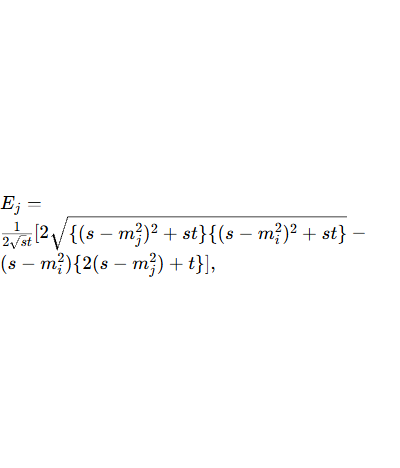 $E_j =$
$\frac{1}{2\sqrt{s}t}[2\sqrt{\{(s-m_j^2)^2+st\}\{(s-m_i^2)^2+st\}}-$
$(s-m_i^2)\{2(s-m_j^2)+t\}],$